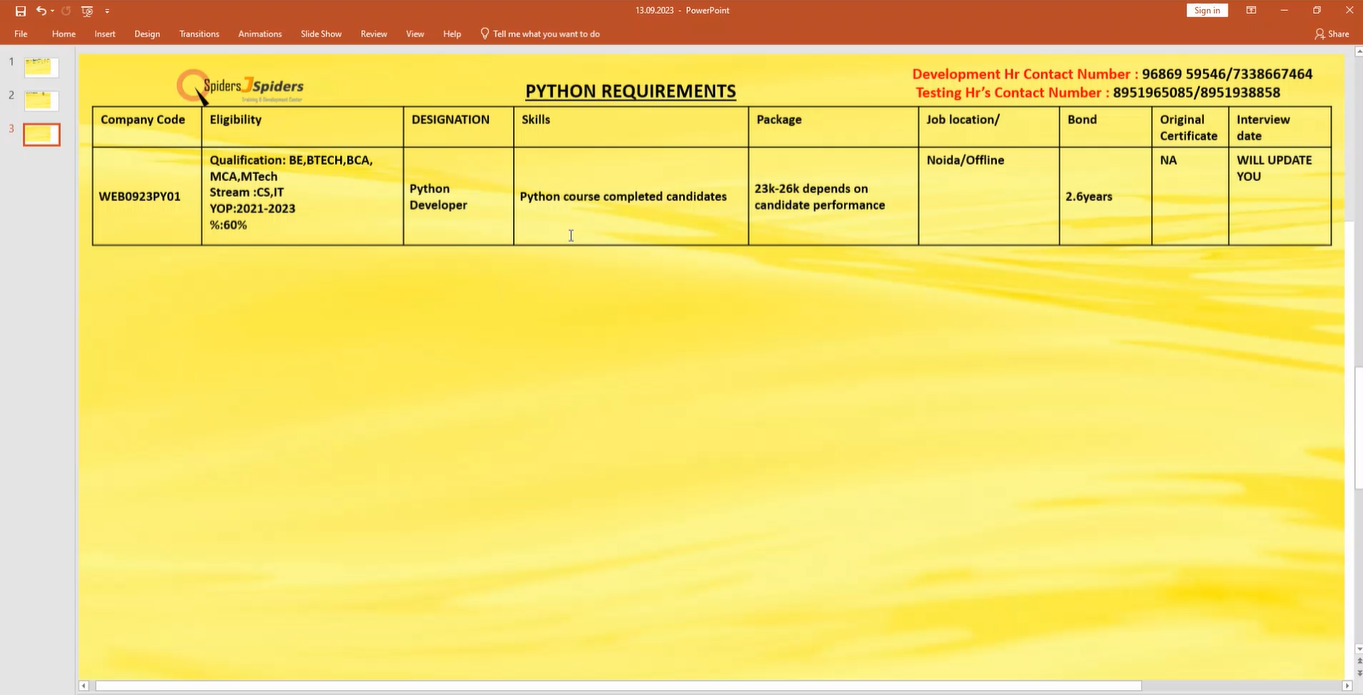 13.09.2023 - PowerPoint
Sign in
File Home Insert Design Transitions Animations Slide Show Review View Help Tell me what you want to do
Share
1
2
3
QSpiders JSpiders
Training & Development Center
PYTHON REQUIREMENTS
Development Hr Contact Number : 96869 59546/7338667464
Testing Hr's Contact Number : 8951965085/8951938858
Company Code
Eligibility
DESIGNATION
Skills
Package
Job location/
Bond
Original
Certificate
Interview
date
WEB0923PY01
Qualification: BE,BTECH,BCA,
MCA,MTech
Stream :CS,IT
YOP:2021-2023
%:60%
Python
Developer
Python course completed candidates
23k-26k depends on
candidate performance
Noida/Offline
2.6years
NA
WILL UPDATE
YOU